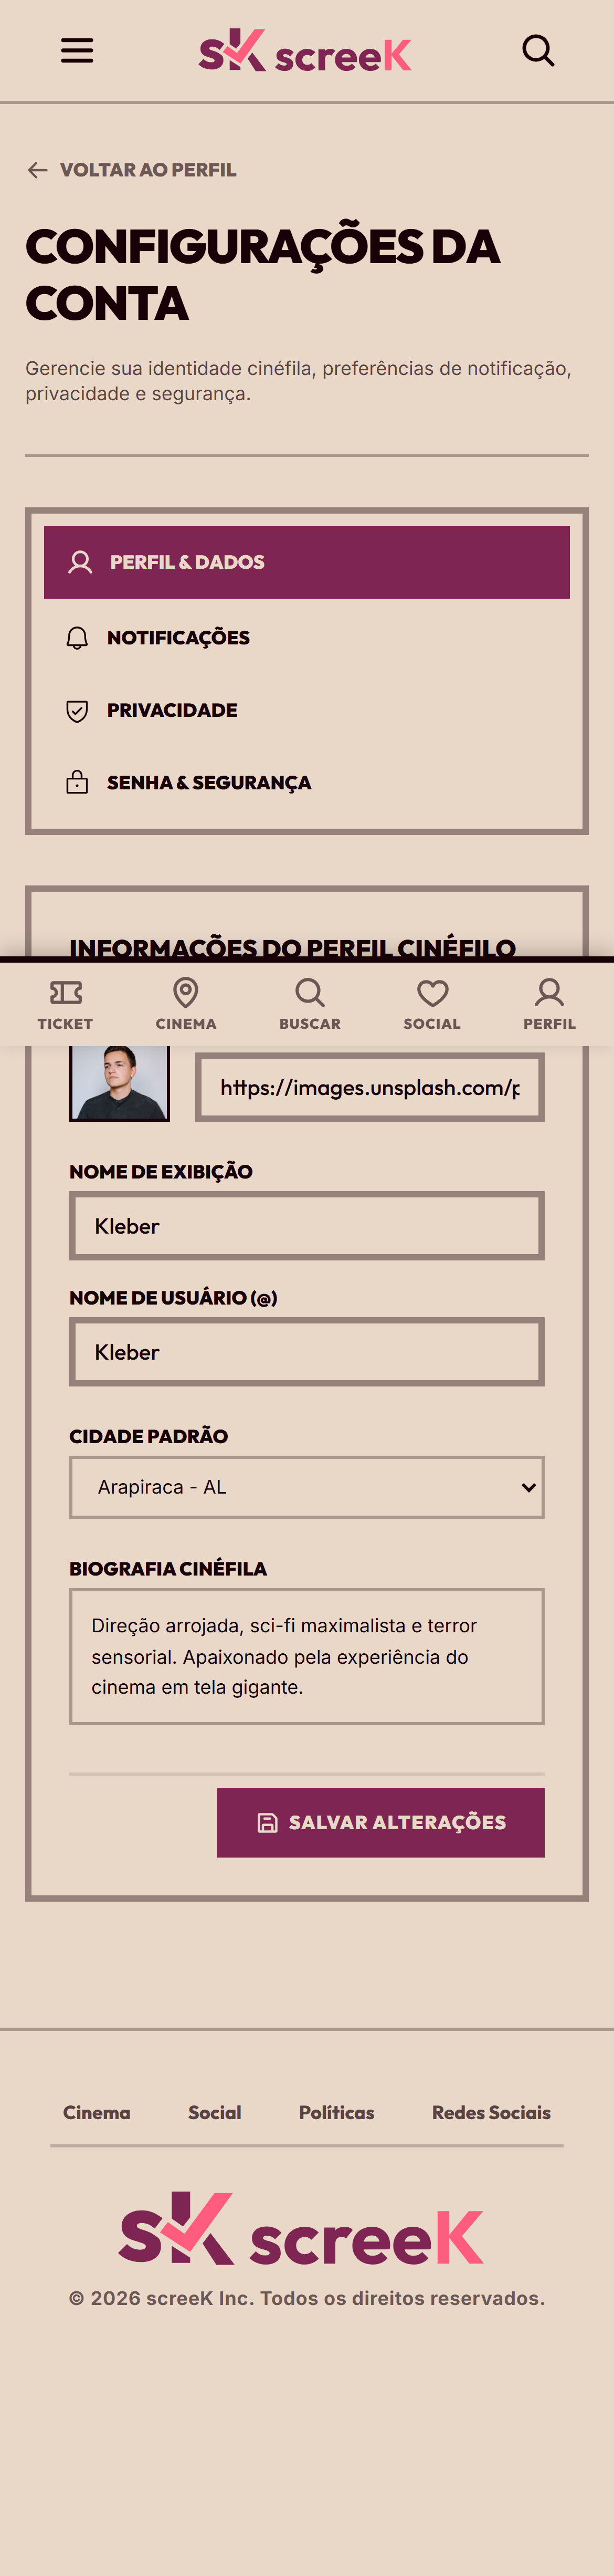 sK screeK
VOLTAR AO PERFIL
CONFIGURAÇÕES DA
CONTA
Gerencie sua identidade cinéfila, preferências de notificação,
privacidade e segurança.
PERFIL & DADOS
NOTIFICAÇÕES
PRIVACIDADE
SENHA & SEGURANÇA
INFORMAÇÕES DO PERFIL CINÉFILO
TICKET CINEMA BUSCAR SOCIAL PERFIL
https://images.unsplash.com/p
NOME DE EXIBIÇÃO
Kleber
NOME DE USUÁRIO (@)
Kleber
CIDADE PADRÃO
Arapiraca - AL
BIOGRAFIA CINÉFILA
Direção arrojada, sci-fi maximalista e terror
sensorial. Apaixonado pela experiência do
cinema em tela gigante.
SALVAR ALTERAÇÕES
Cinema Social Políticas Redes Sociais
sK screeK
© 2026 screeK Inc. Todos os direitos reservados.